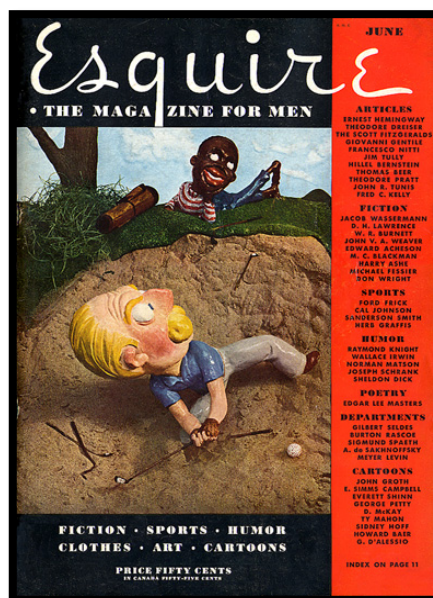 Esquire
• THE MAGAZINE FOR MEN
FICTION • SPORTS • HUMOR
CLOTHES • ART • CARTOONS
PRICE FIFTY CENTS
IN CANADA FIFTY-FIVE CENTS
JUNE
ARTICLES
ERNEST HEMINGWAY
THEODORE DREISER
THE SCOTT FITZGERALDS
GIOVANNI GENTILE
FRANCESCO NITTI
JIM TULLY
HILLEL BERNSTEIN
THOMAS BEER
THEODORE PRATT
JOHN R. TUNIS
FRED C. KELLY
FICTION
JACOB WASSERMANN
D. H. LAWRENCE
W. R. BURNETT
JOHN V. A. WEAVER
EDWARD ACHESON
M. C. BLACKMAN
HARRY ASHE
MICHAEL FESSIER
DON WRIGHT
SPORTS
FORD FRICK
CAL JOHNSON
SANDERSON SMITH
HERB GRAFFIS
HUMOR
RAYMOND KNIGHT
WALLACE IRWIN
NORMAN MATSON
JOSEPH SCHRANK
SHELDON DICK
POETRY
EDGAR LEE MASTERS
DEPARTMENTS
GILBERT SELDES
BURTON RASCOE
SIGMUND SPAETH
A. de SAKHNOFFSKY
MEYER LEVIN
CARTOONS
JOHN GROTH
E. SIMMS CAMPBELL
EVERETT SHINN
GEORGE PETTY
D. McKAY
TY MAHON
SIDNEY HOFF
HOWARD BAER
G. D'ALESSIO
INDEX ON PAGE 11